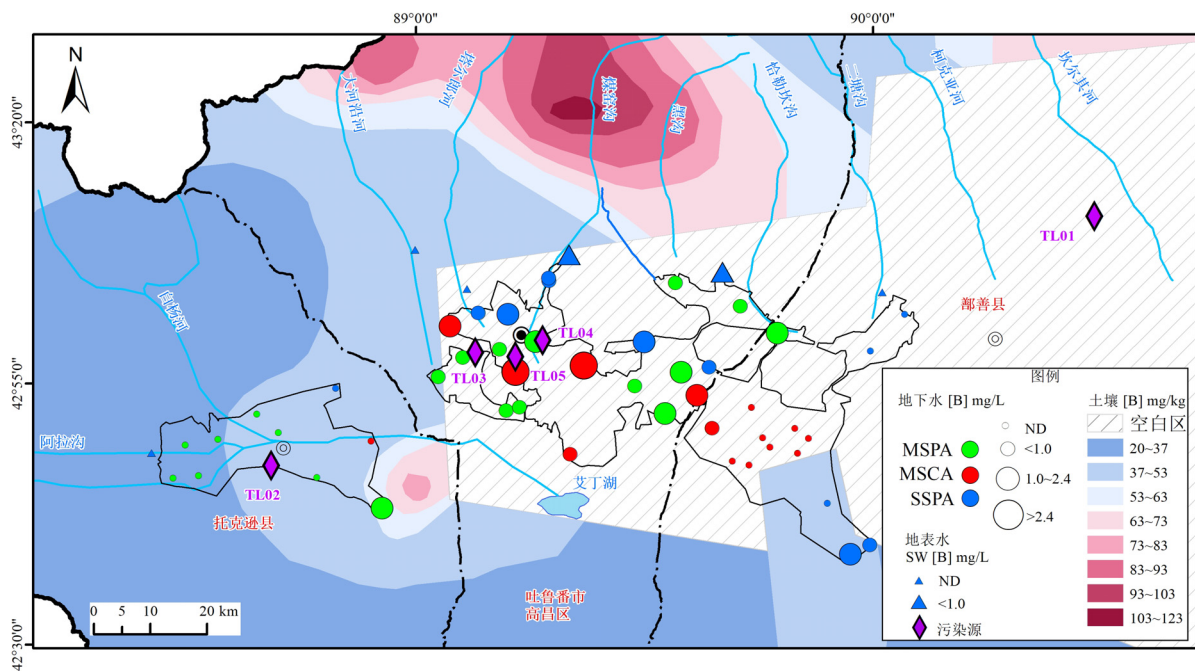 89°0'0"
90°0'0"
N
43°20'0"
42°55'0"
42°30'0"
大河沿河
塔尔郎河
煤窑沟
黑沟
恰勒坎沟
二塘沟
柯克亚河
坎尔其河
白杨河
阿拉沟
TL01
TL04
TL03
TL05
TL02
鄯善县
托克逊县
艾丁湖
吐鲁番市
高昌区
0 5 10 20 km
图例
地下水 [B] mg/L
ND
<1.0
1.0~2.4
>2.4
MSPA
MSCA
SSPA
地表水
SW [B] mg/L
ND
<1.0
污染源
土壤 [B] mg/kg
空白区
20~37
37~53
53~63
63~73
73~83
83~93
93~103
103~123